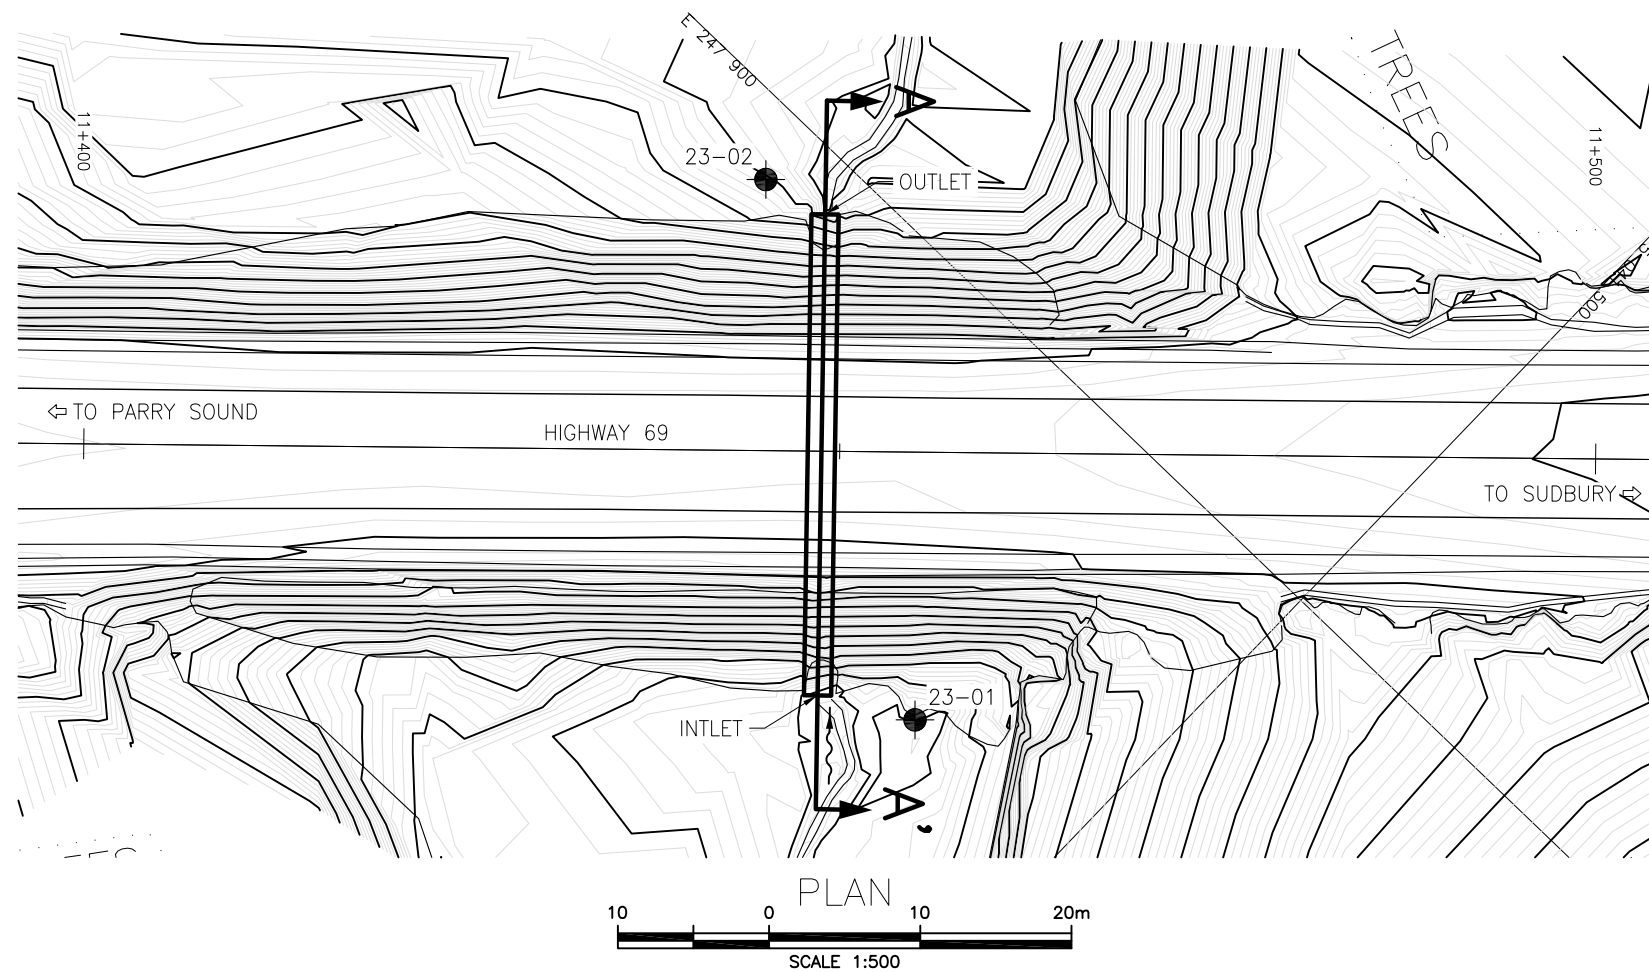 E 247 900
TREES
11+400
A
11+500
23-02
OUTLET
500
TO PARRY SOUND
HIGHWAY 69
TO SUDBURY
23-01
INTLET
A
PLAN
10 0 10 20m
SCALE 1:500